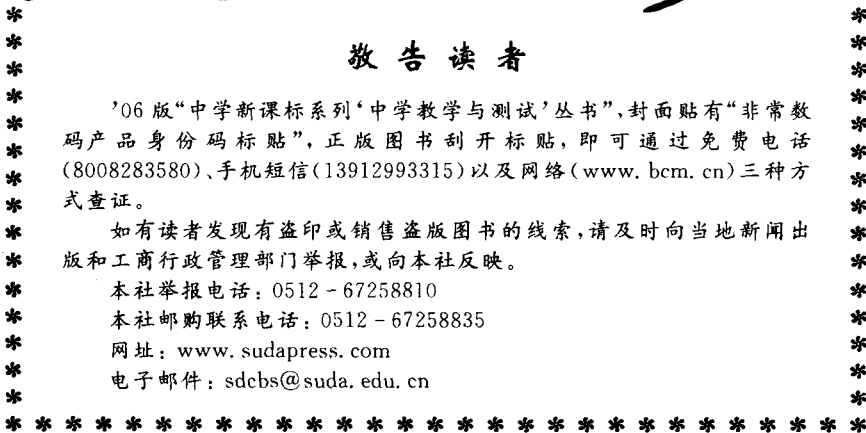 敬告读者
'06版“中学新课标系列‘中学教学与测试’丛书”,封面贴有“非常数
码产品身份码标贴”,正版图书刮开标贴,即可通过免费电话
(8008283580)、手机短信(13912993315)以及网络(www.bcm.cn)三种方
式查证。
如有读者发现有盗印或销售盗版图书的线索,请及时向当地新闻出
版和工商行政管理部门举报,或向本社反映。
本社举报电话:0512-67258810
本社邮购联系电话:0512-67258835
网址:www.sudapress.com
电子邮件:sdcbs@suda.edu.cn